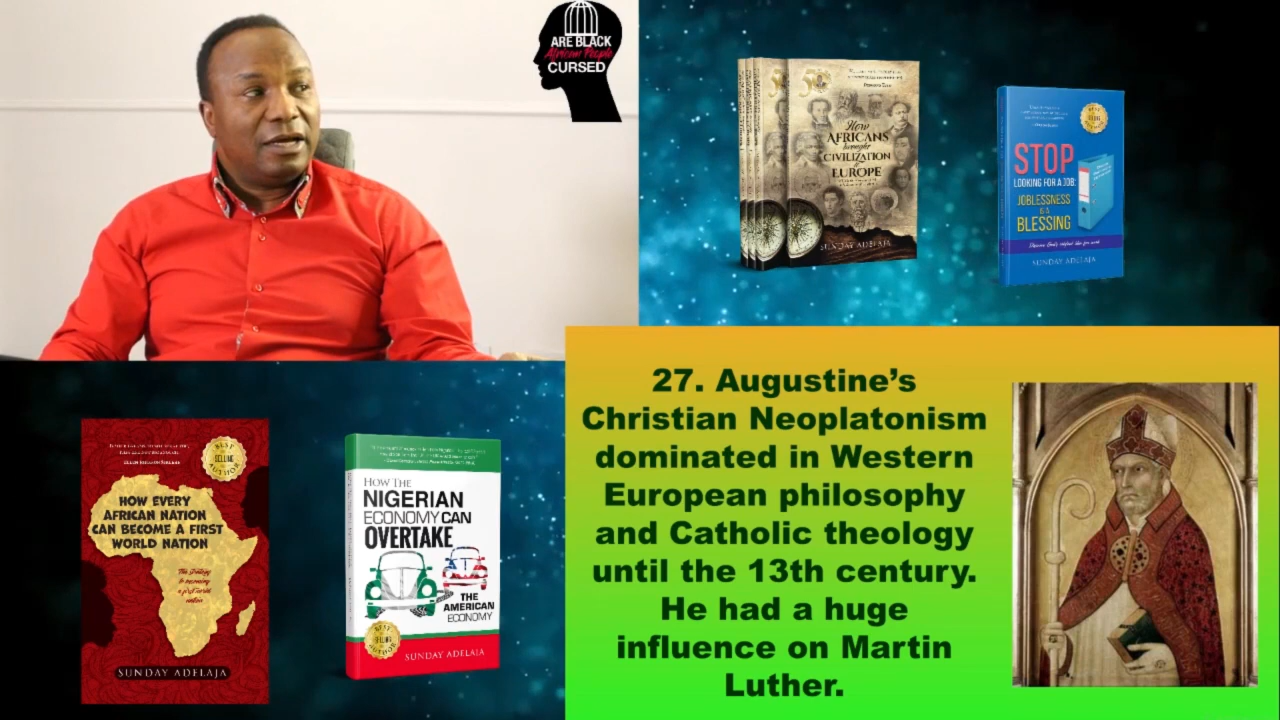 ARE BLACK
African People
CURSED
How
AFRICANS
Brought
CIVILIZATION
to
EUROPE
SUNDAY ADELAJA
STOP
LOOKING FOR A JOB:
JOBLESSNESS
IS A
BLESSING
SUNDAY ADELAJA
BEST
SELLING
AUTHOR
HOW EVERY
AFRICAN NATION
CAN BECOME A FIRST
WORLD NATION
SUNDAY ADELAJA
HOW THE
NIGERIAN
ECONOMY CAN
OVERTAKE
THE
AMERICAN
ECONOMY
SUNDAY ADELAJA
27. Augustine’s
Christian Neoplatonism
dominated in Western
European philosophy
and Catholic theology
until the 13th century.
He had a huge
influence on Martin
Luther.